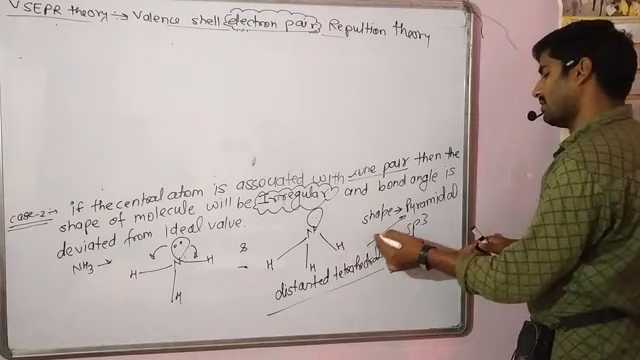 VSEPR theory :→ Valence shell electron pair Repultion theory
case-2 :→ if the central atom is associated with lone pair then the
shape of molecule will be Irregular and bond angle is
deviated from ideal value.
NH3 →
H N H
H
N
H H H
shape → Pyramidal
sp3
distanted tetrahedral